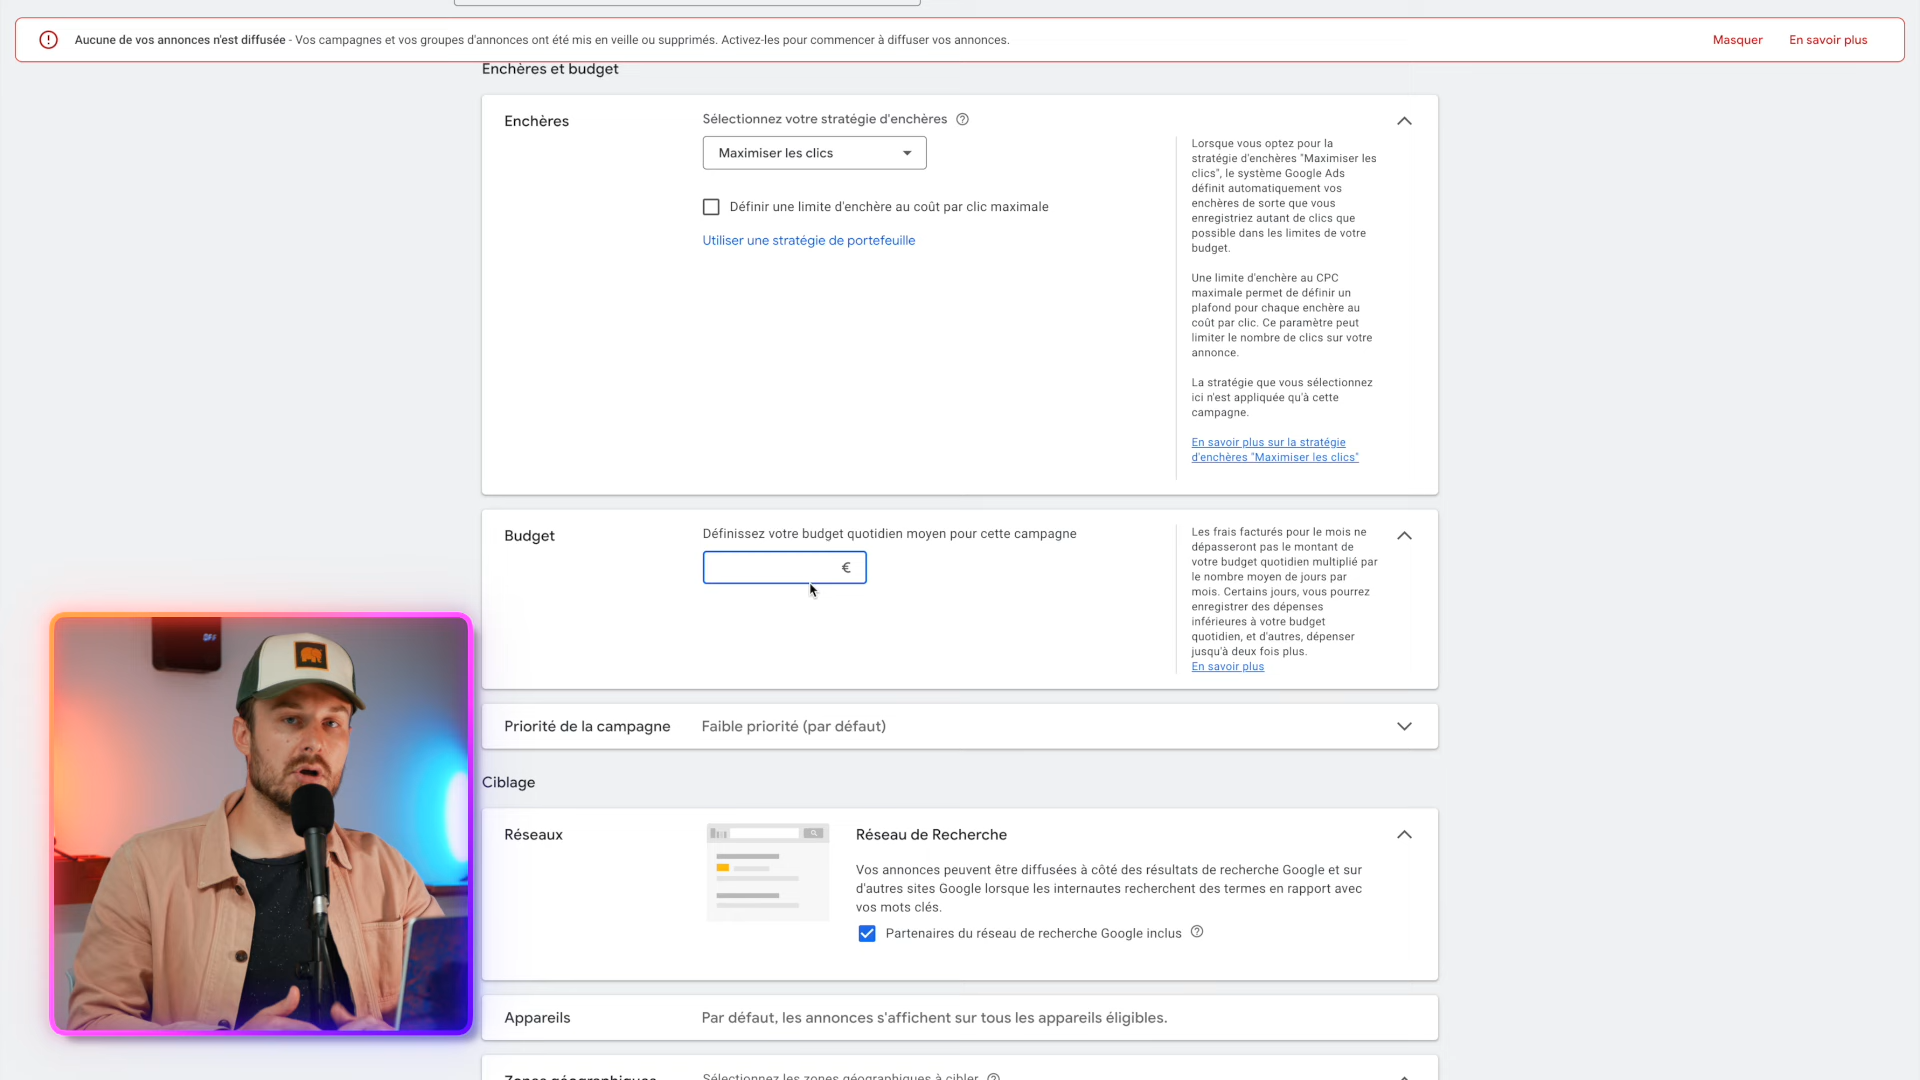 Aucune de vos annonces n'est diffusée - Vos campagnes et vos groupes d'annonces ont été mis en veille ou supprimés. Activez-les pour commencer à diffuser vos annonces.
Masquer
En savoir plus
Enchères et budget
Enchères
Sélectionnez votre stratégie d'enchères
Maximiser les clics
Définir une limite d'enchère au coût par clic maximale
Utiliser une stratégie de portefeuille
Lorsque vous optez pour la
stratégie d'enchères "Maximiser les
clics", le système Google Ads
définit automatiquement vos
enchères de sorte que vous
enregistriez autant de clics que
possible dans les limites de votre
budget.
Une limite d'enchère au CPC
maximale permet de définir un
plafond pour chaque enchère au
coût par clic. Ce paramètre peut
limiter le nombre de clics sur votre
annonce.
La stratégie que vous sélectionnez
ici n'est appliquée qu'à cette
campagne.
En savoir plus sur la stratégie
d'enchères "Maximiser les clics"
Budget
Définissez votre budget quotidien moyen pour cette campagne
€
Les frais facturés pour le mois ne
dépasseront pas le montant de
votre budget quotidien multiplié par
le nombre moyen de jours par
mois. Certains jours, vous pourrez
enregistrer des dépenses
inférieures à votre budget
quotidien, et d'autres, dépenser
jusqu'à deux fois plus.
En savoir plus
Priorité de la campagne
Faible priorité (par défaut)
Ciblage
Réseaux
Réseau de Recherche
Vos annonces peuvent être diffusées à côté des résultats de recherche Google et sur
d'autres sites Google lorsque les internautes recherchent des termes en rapport avec
vos mots clés.
Partenaires du réseau de recherche Google inclus
Appareils
Par défaut, les annonces s'affichent sur tous les appareils éligibles.
Zones géographiques
Sélectionnez les zones géographiques à cibler